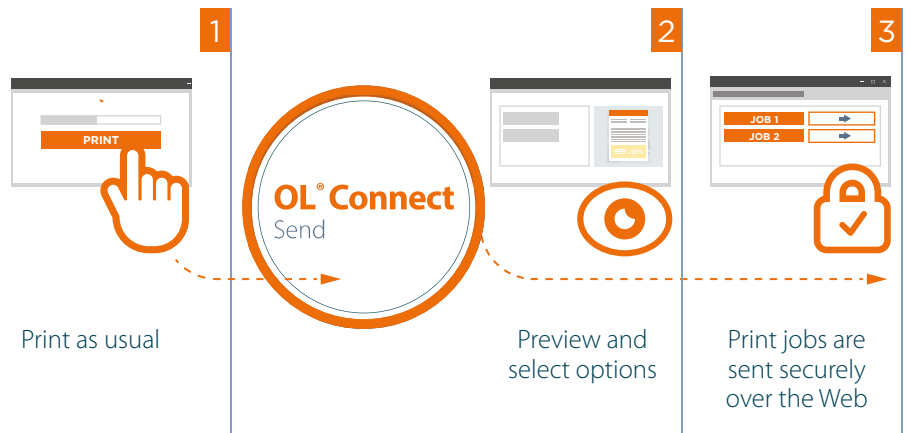 1
PRINT
Print as usual
OL® Connect
Send
2
Preview and
select options
3
JOB 1
JOB 2
Print jobs are
sent securely
over the Web